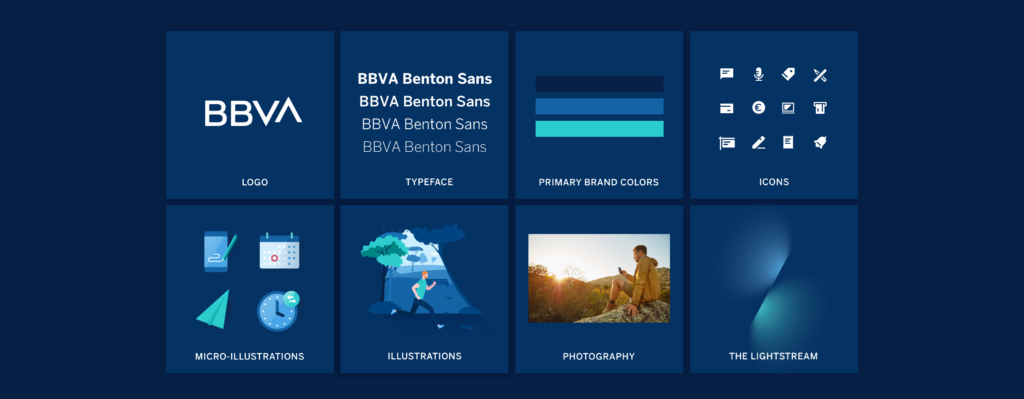 BBVA
LOGO
BBVA Benton Sans
BBVA Benton Sans
BBVA Benton Sans
BBVA Benton Sans
TYPEFACE
PRIMARY BRAND COLORS
ICONS
MICRO-ILLUSTRATIONS
ILLUSTRATIONS
PHOTOGRAPHY
THE LIGHTSTREAM